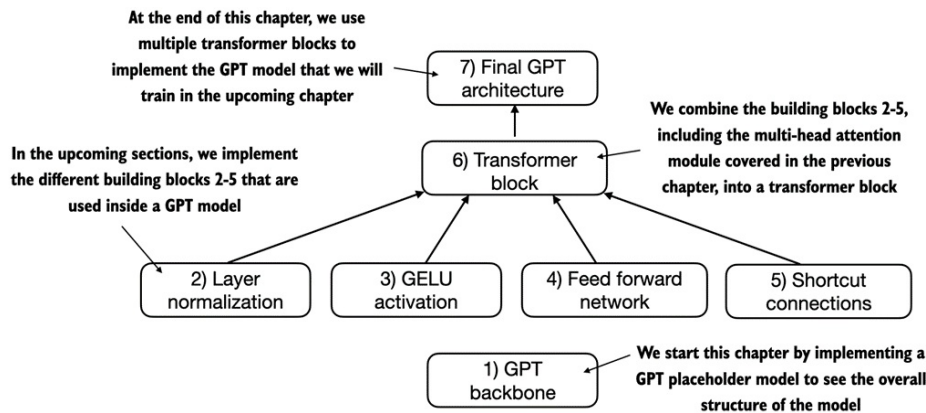 At the end of this chapter, we use
multiple transformer blocks to
implement the GPT model that we will
train in the upcoming chapter
7) Final GPT
architecture
We combine the building blocks 2-5,
including the multi-head attention
module covered in the previous
chapter, into a transformer block
In the upcoming sections, we implement
the different building blocks 2-5 that are
used inside a GPT model
6) Transformer
block
2) Layer
normalization
3) GELU
activation
4) Feed forward
network
5) Shortcut
connections
1) GPT
backbone
We start this chapter by implementing a
GPT placeholder model to see the overall
structure of the model